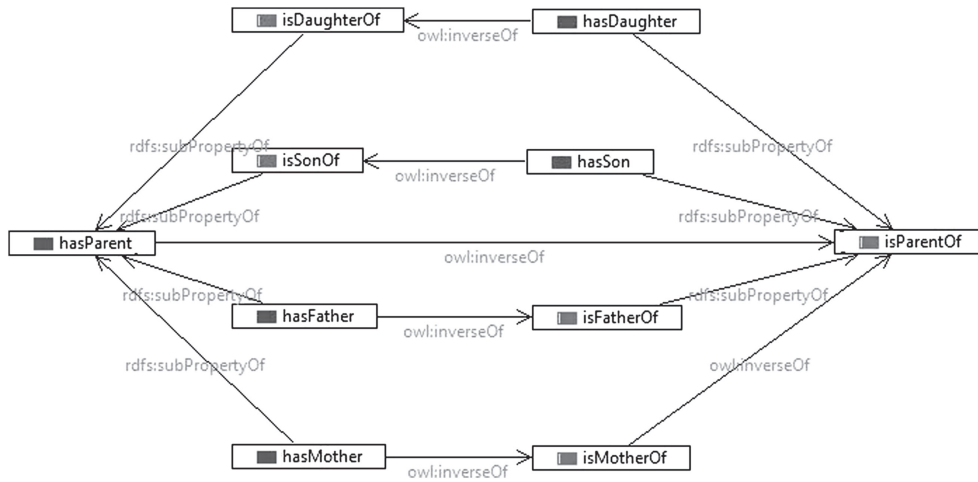 isDaughterOf
hasDaughter
owl:inverseOf
rdfs:subPropertyOf
rdfs:subPropertyOf
isSonOf
hasSon
owl:inverseOf
rdfs:subPropertyOf
rdfs:subPropertyOf
hasParent
isParentOf
owl:inverseOf
rdfs:subPropertyOf
rdfs:subPropertyOf
hasFather
isFatherOf
owl:inverseOf
rdfs:subPropertyOf
owl:inverseOf
hasMother
isMotherOf
owl:inverseOf